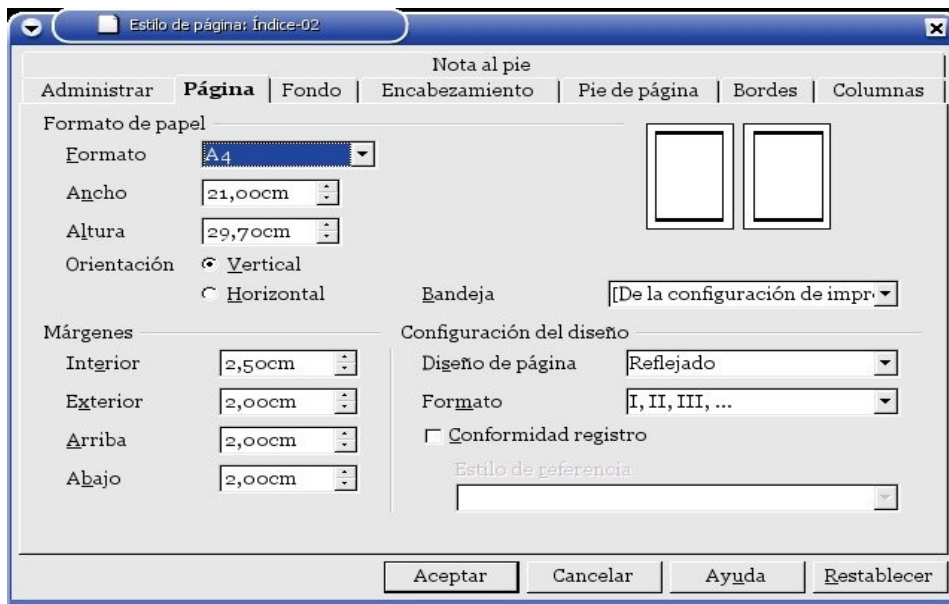 Estilo de página: Índice-02
Nota al pie
Administrar Página Fondo Encabezamiento Pie de página Bordes Columnas
Formato de papel
Formato A4
Ancho 21,00cm
Altura 29,70cm
Orientación Vertical
Horizontal Bandeja [De la configuración de impr
Márgenes Configuración del diseño
Interior 2,50cm Diseño de página Reflejado
Exterior 2,00cm Formato I, II, III, ...
Arriba 2,00cm Conformidad registro
Abajo 2,00cm Estilo de referencia
Aceptar Cancelar Ayuda Restablecer